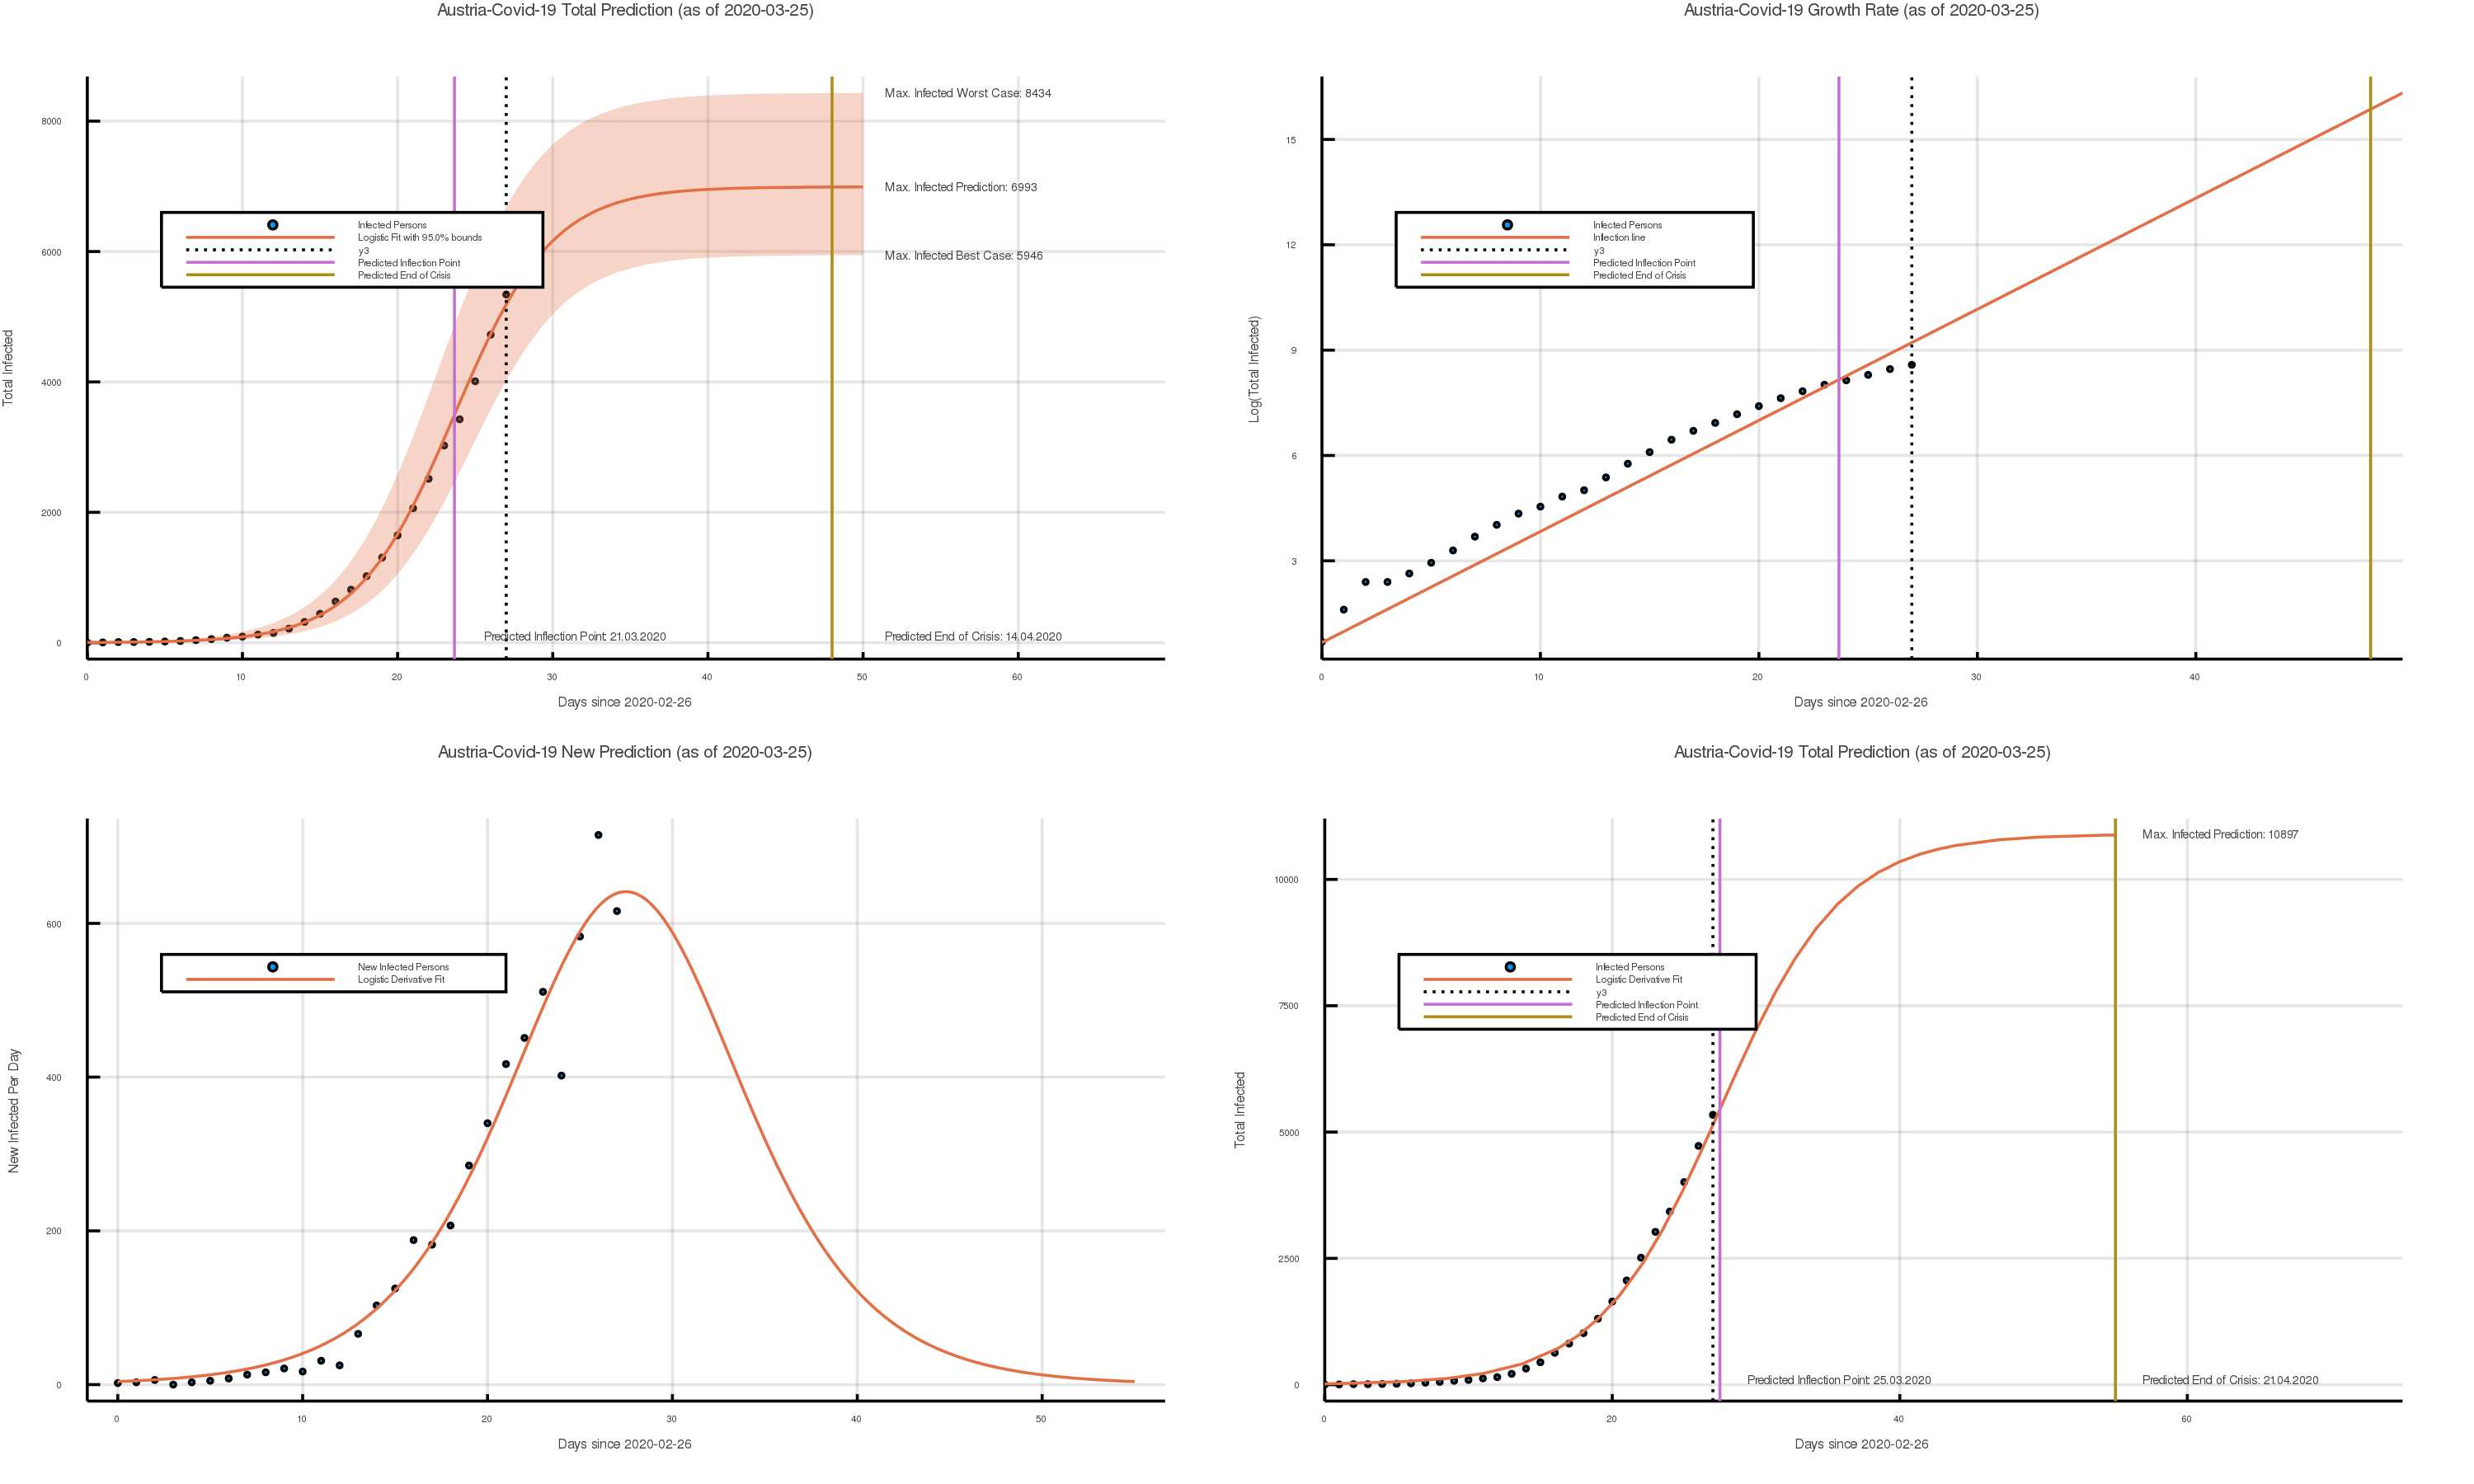 Austria-Covid-19 Total Prediction (as of 2020-03-25)
Max. Infected Worst Case: 8434
8000
Max. Infected Prediction: 6993
Infected Persons
Logistic Fit with 95.0% bounds
y3
Predicted Inflection Point
Predicted End of Crisis
6000
Max. Infected Best Case: 5946
Total Infected
4000
2000
0
Predicted Inflection Point: 21.03.2020
Predicted End of Crisis: 14.04.2020
0 10 20 30 40 50 60
Days since 2020-02-26
Austria-Covid-19 Growth Rate (as of 2020-03-25)
15
12
Infected Persons
Infection line
y3
Predicted Inflection Point
Predicted End of Crisis
9
Log(Total Infected)
6
3
0 10 20 30 40
Days since 2020-02-26
Austria-Covid-19 New Prediction (as of 2020-03-25)
600
New Infected Persons
Logistic Derivative Fit
400
New Infected Per Day
200
0
0 10 20 30 40 50
Days since 2020-02-26
Austria-Covid-19 Total Prediction (as of 2020-03-25)
Max. Infected Prediction: 10897
10000
Infected Persons
Logistic Derivative Fit
y3
Predicted Inflection Point
Predicted End of Crisis
7500
Total Infected
5000
2500
0
Predicted Inflection Point: 25.03.2020
Predicted End of Crisis: 21.04.2020
0 20 40 60
Days since 2020-02-26